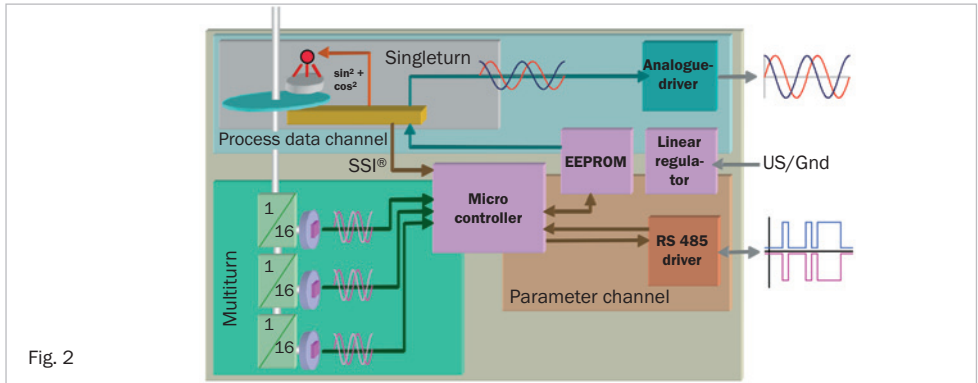 Singleturn
sin² +
cos²
Analogue-
driver
Process data channel
SSI®
EEPROM
Linear
regula-
tor
US/Gnd
Micro
controller
1
16
1
16
1
16
Multiturn
RS 485
driver
Parameter channel
Fig. 2